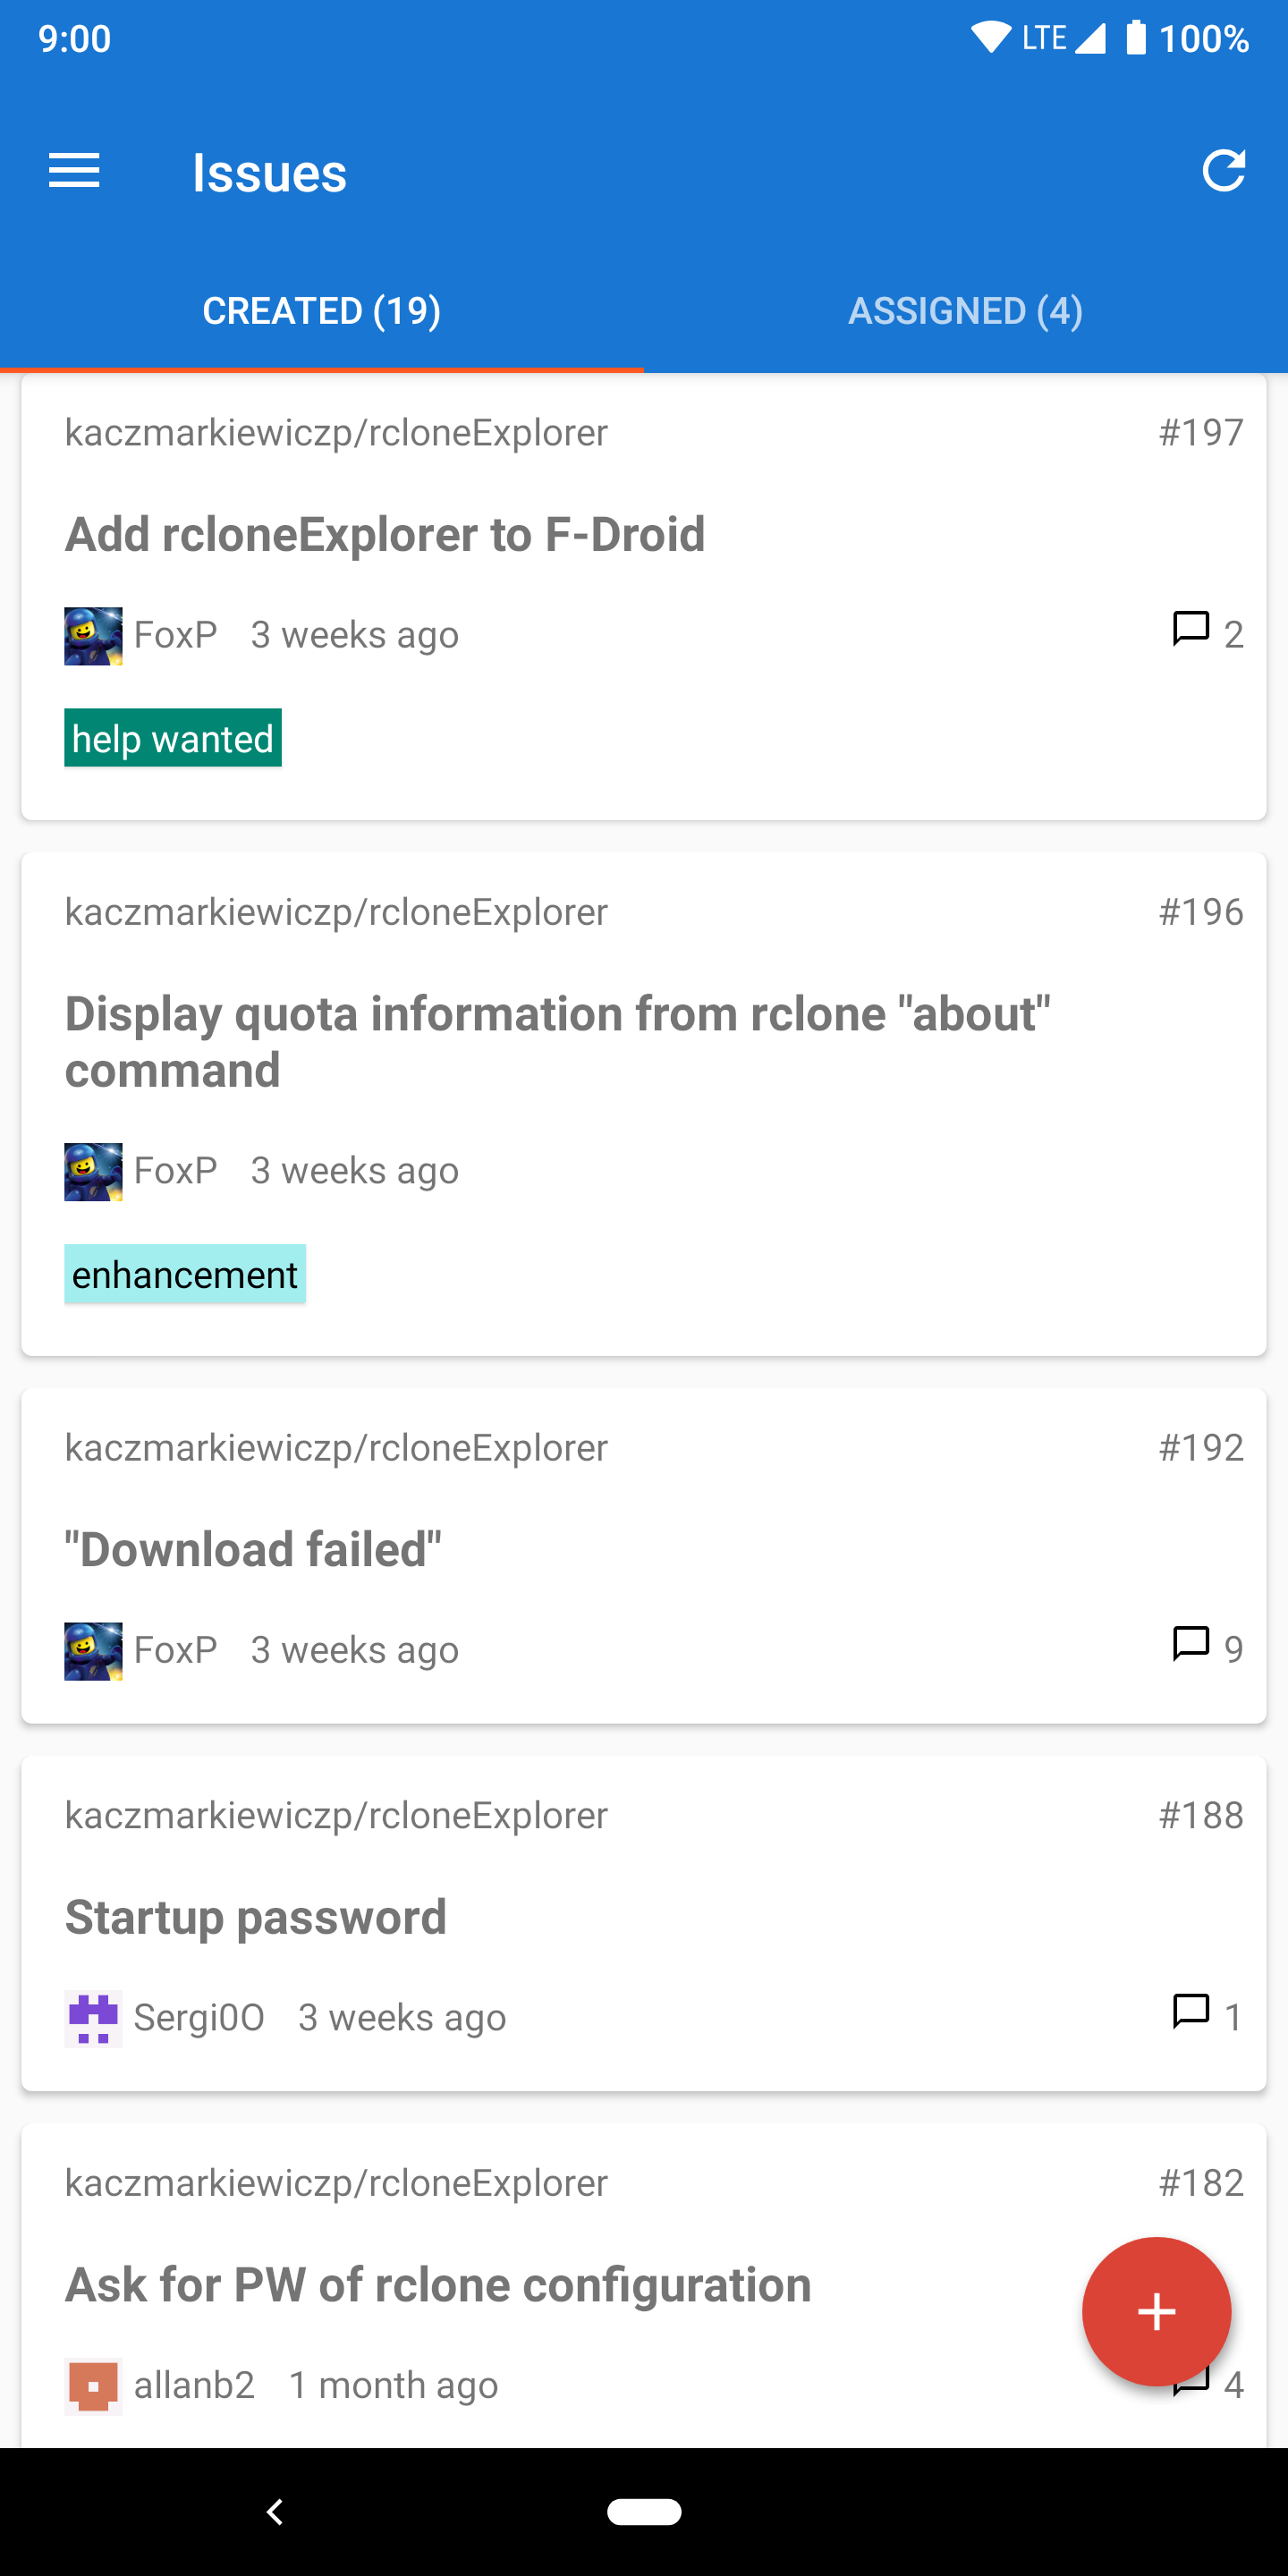 9:00 LTE 100%
Issues
CREATED (19) ASSIGNED (4)
kaczmarkiewiczp/rcloneExplorer #197
Add rcloneExplorer to F-Droid
FoxP 3 weeks ago 2
help wanted
kaczmarkiewiczp/rcloneExplorer #196
Display quota information from rclone "about"
command
FoxP 3 weeks ago
enhancement
kaczmarkiewiczp/rcloneExplorer #192
"Download failed"
FoxP 3 weeks ago 9
kaczmarkiewiczp/rcloneExplorer #188
Startup password
Sergi0O 3 weeks ago 1
kaczmarkiewiczp/rcloneExplorer #182
Ask for PW of rclone configuration
allanb2 1 month ago 4